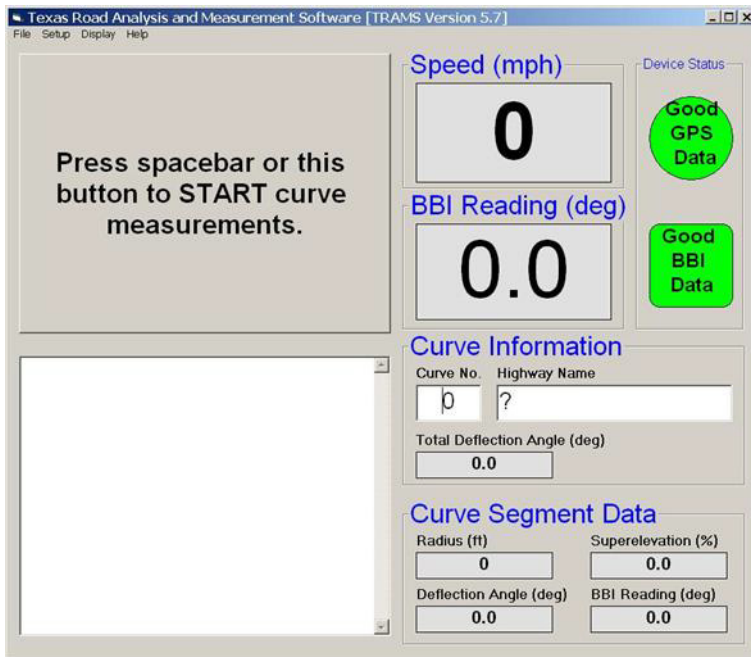 Texas Road Analysis and Measurement Software [TRAMS Version 5.7]
File Setup Display Help
Press spacebar or this
button to START curve
measurements.
Speed (mph)
0
BBI Reading (deg)
0.0
Device Status
Good
GPS
Data
Good
BBI
Data
Curve Information
Curve No. Highway Name
0 ?
Total Deflection Angle (deg)
0.0
Curve Segment Data
Radius (ft) Superelevation (%)
0 0.0
Deflection Angle (deg) BBI Reading (deg)
0.0 0.0